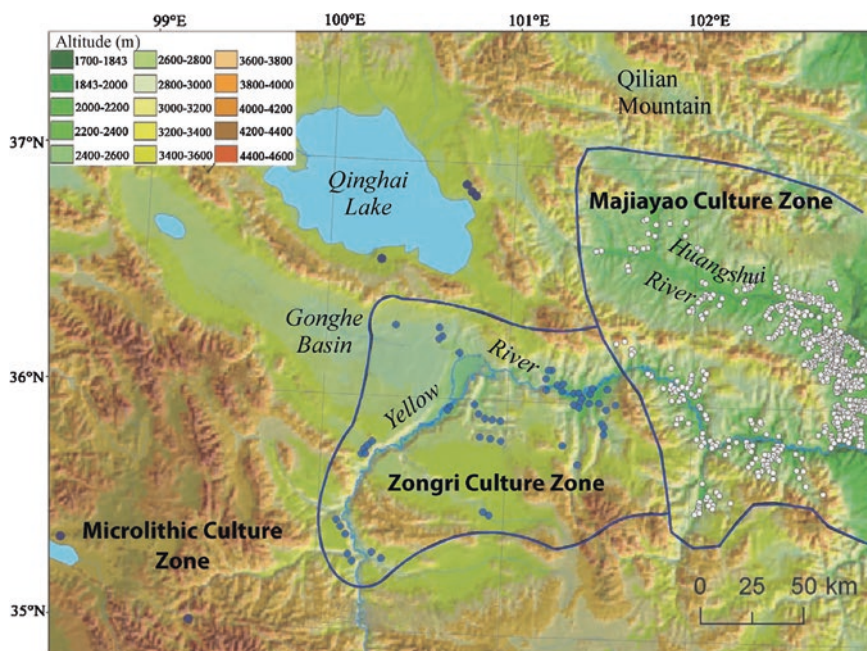 99°E 100°E 101°E 102°E
Altitude (m)
1700-1843 2600-2800 3600-3800
1843-2000 2800-3000 3800-4000
2000-2200 3000-3200 4000-4200
2200-2400 3200-3400 4200-4400
2400-2600 3400-3600 4400-4600
Qilian
Mountain
37°N
Qinghai
Lake
Majiayao Culture Zone
Huangshui
River
Gonghe
Basin
River
36°N
Yellow
Zongri Culture Zone
Microlithic Culture
Zone
0 25 50 km
35°N